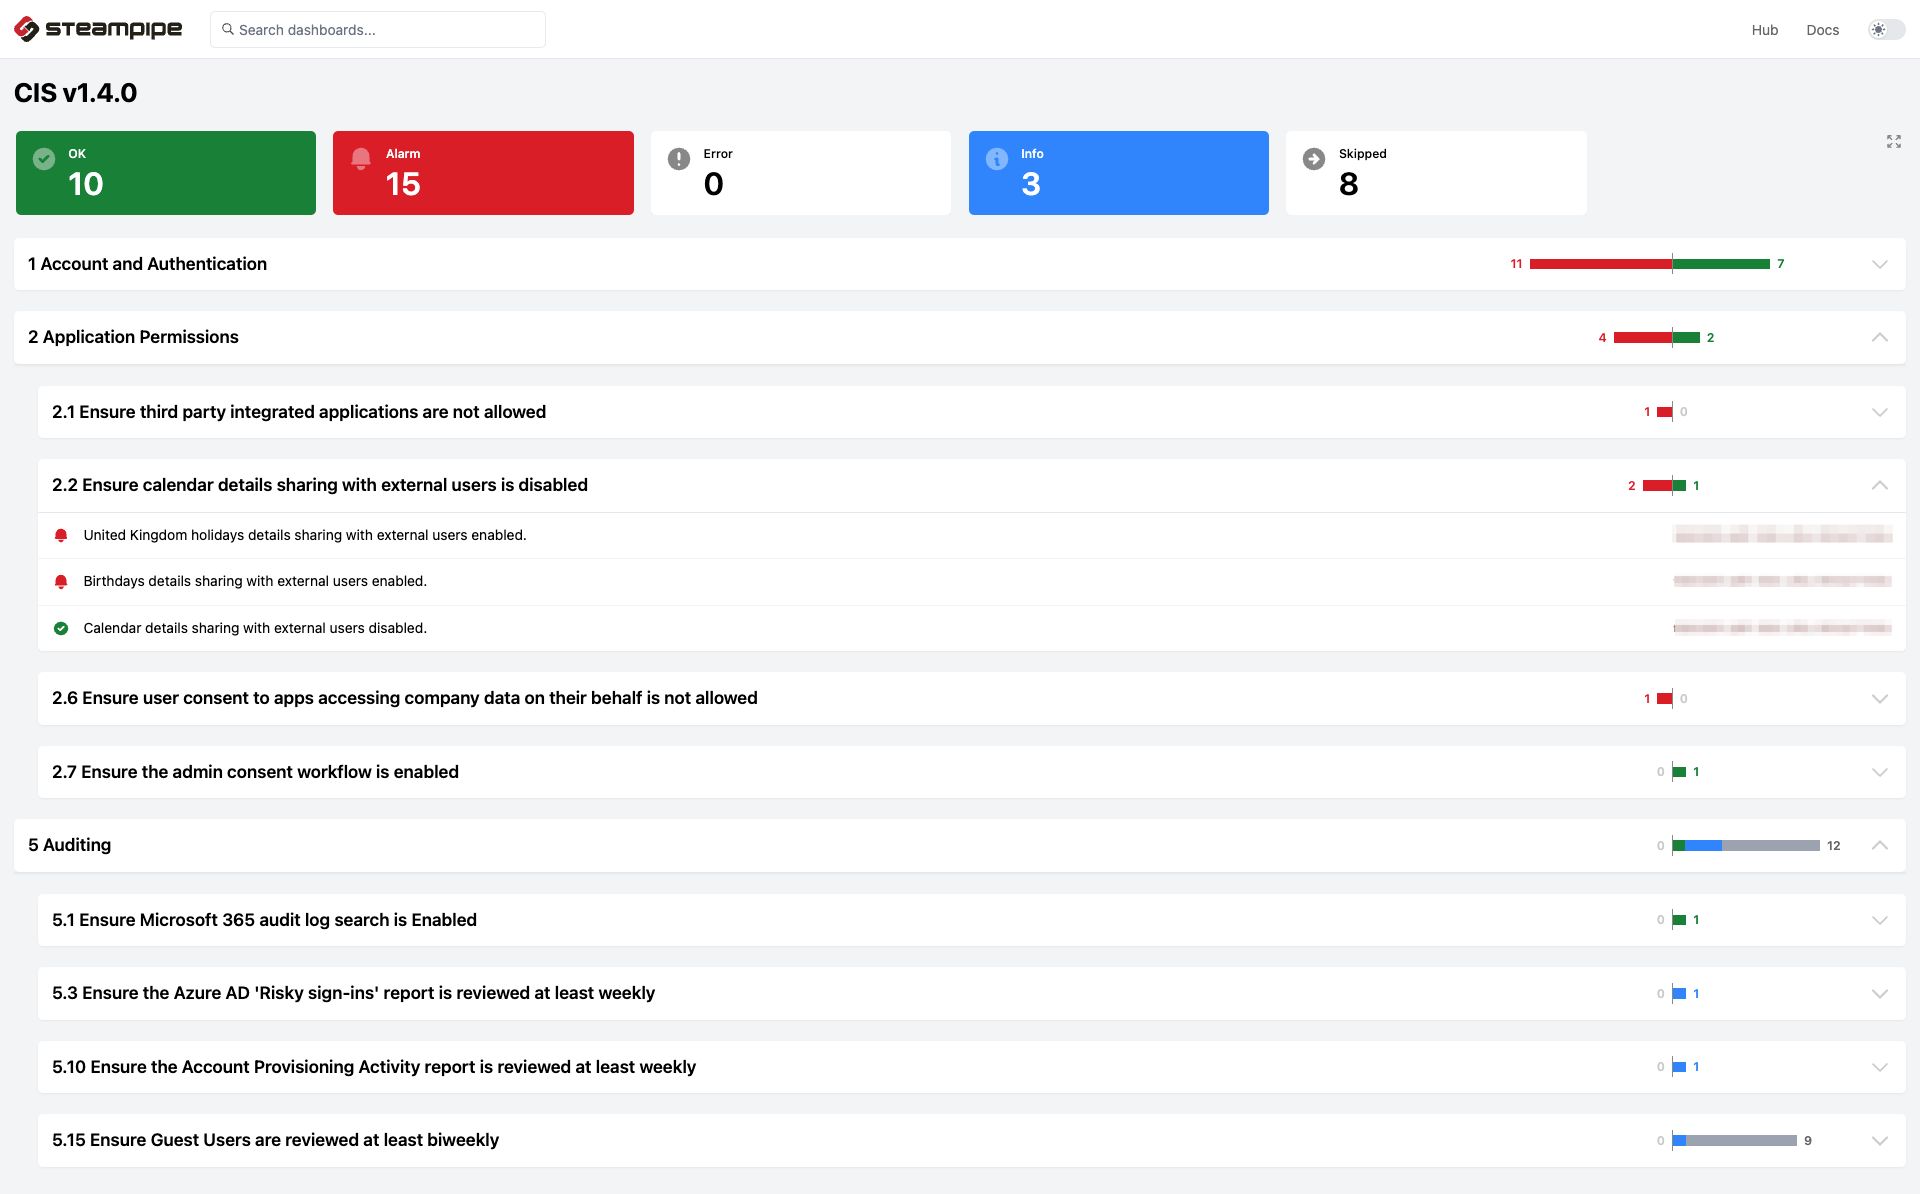 steampipe
Search dashboards...
Hub
Docs
CIS v1.4.0
OK
10
Alarm
15
Error
0
Info
3
Skipped
8
1 Account and Authentication
11
7
2 Application Permissions
4
2
2.1 Ensure third party integrated applications are not allowed
1
0
2.2 Ensure calendar details sharing with external users is disabled
2
1
United Kingdom holidays details sharing with external users enabled.
Birthdays details sharing with external users enabled.
Calendar details sharing with external users disabled.
2.6 Ensure user consent to apps accessing company data on their behalf is not allowed
1
0
2.7 Ensure the admin consent workflow is enabled
0
1
5 Auditing
0
12
5.1 Ensure Microsoft 365 audit log search is Enabled
0
1
5.3 Ensure the Azure AD 'Risky sign-ins' report is reviewed at least weekly
0
1
5.10 Ensure the Account Provisioning Activity report is reviewed at least weekly
0
1
5.15 Ensure Guest Users are reviewed at least biweekly
0
9